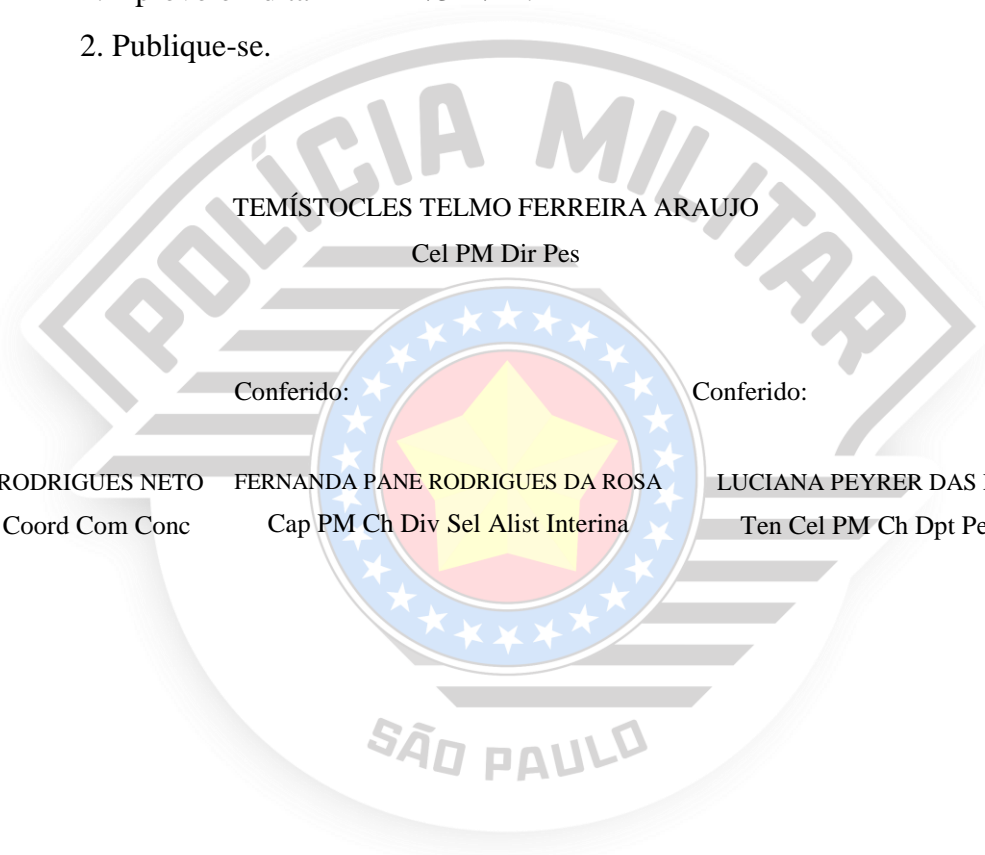 2. Publique-se.
POLÍCIA MILITAR
TEMÍSTOCLES TELMO FERREIRA ARAUJO
Cel PM Dir Pes
Conferido: Conferido:
RODRIGUES NETO FERNANDA PANE RODRIGUES DA ROSA LUCIANA PEYRER DAS
Coord Com Conc Cap PM Ch Div Sel Alist Interina Ten Cel PM Ch Dpt
SÃO PAULO